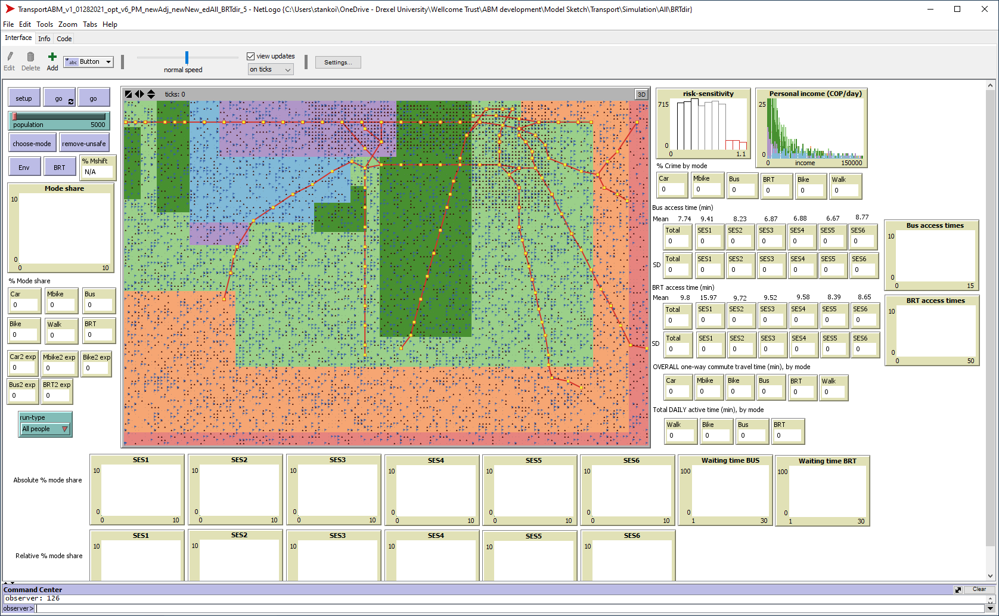 TransportABM_v1_01282021_opt_v6_PM_newAdj_newNew_edAll_BRTdir_5 - NetLogo {C:\Users\stankoi\OneDrive - Drexel University\Wellcome Trust\ABM development\Model Sketch\Transport\Simulation\All\BRTdir}
File Edit Tools Zoom Tabs Help
Interface Info Code
Edit Delete Add abc Button normal speed view updates on ticks Settings...
setup go go
population 5000
choose-mode remove-unsafe
Env BRT % Mshift N/A
Mode share
10
0
0 10
% Mode share
Car Mbike Bus
0 0 0
Bike Walk BRT
0 0 0
Car2 exp Mbike2 exp Bike2 exp
0 0 0
Bus2 exp BRT2 exp
0 0
run-type
All people
ticks: 0 3D
risk-sensitivity
715
0
0 1.1
Personal income (COP/day)
25
0
0 income 150000
% Crime by mode
Car Mbike Bus BRT Bike Walk
0 0 0 0 0 0
Bus access time (min)
Mean 7.74 9.41 8.23 6.87 6.88 6.67 8.77
Total SES1 SES2 SES3 SES4 SES5 SES6
0 0 0 0 0 0 0
SD Total SES1 SES2 SES3 SES4 SES5 SES6
0 0 0 0 0 0 0
Bus access times
10
0
0 15
BRT access time (min)
Mean 9.8 15.97 9.72 9.52 9.58 8.39 8.65
Total SES1 SES2 SES3 SES4 SES5 SES6
0 0 0 0 0 0 0
SD Total SES1 SES2 SES3 SES4 SES5 SES6
0 0 0 0 0 0 0
BRT access times
10
0
0 50
OVERALL one-way commute travel time (min), by mode
Car Mbike Bike Bus BRT Walk
0 0 0 0 0 0
Total DAILY active time (min), by mode
Walk Bike Bus BRT
0 0 0 0
Absolute % mode share
SES1 SES2 SES3 SES4 SES5 SES6 Waiting time BUS Waiting time BRT
10 10 10 10 10 10 100 100
0 0 0 0 0 0 0 0
0 10 0 10 0 10 0 10 0 10 0 10 1 30 1 30
Relative % mode share
SES1 SES2 SES3 SES4 SES5 SES6
10 10 10 10 10 10
Command Center Clear
observer: 126
observer>